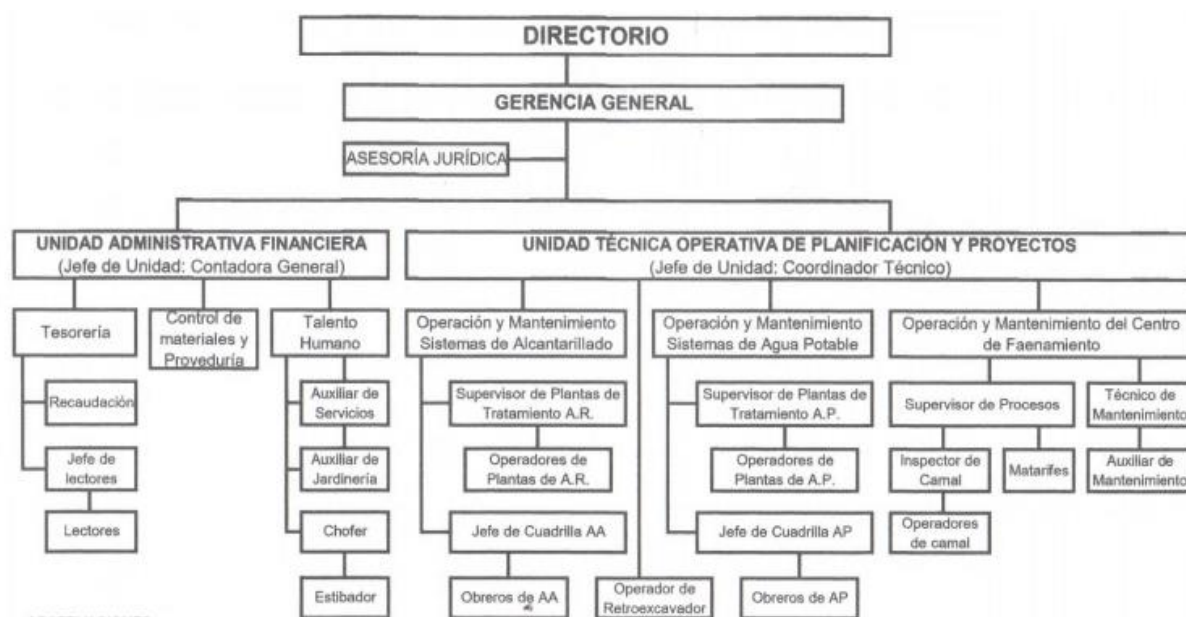 DIRECTORIO
GERENCIA GENERAL
ASESORÍA JURÍDICA
UNIDAD ADMINISTRATIVA FINANCIERA
(Jefe de Unidad: Contadora General)
UNIDAD TÉCNICA OPERATIVA DE PLANIFICACIÓN Y PROYECTOS
(Jefe de Unidad: Coordinador Técnico)
Tesorería
Control de
materiales y
Proveduría
Talento
Humano
Operación y Mantenimiento
Sistemas de Alcantarillado
Operación y Mantenimiento
Sistemas de Agua Potable
Operación y Mantenimiento del Centro
de Faenamiento
Recaudación
Auxiliar de
Servicios
Supervisor de Plantas de
Tratamiento A.R.
Supervisor de Plantas de
Tratamiento A.P.
Supervisor de Procesos
Técnico de
Mantenimiento
Jefe de
lectores
Auxiliar de
Jardinería
Operadores de
Plantas de A.R.
Operadores de
Plantas de A.P.
Inspector de
Camal
Matarifes
Auxiliar de
Mantenimiento
Lectores
Chofer
Jefe de Cuadrilla AA
Jefe de Cuadrilla AP
Operadores
de camal
Estibador
Obreros de AA
Operador de
Retroexcavador
Obreros de AP